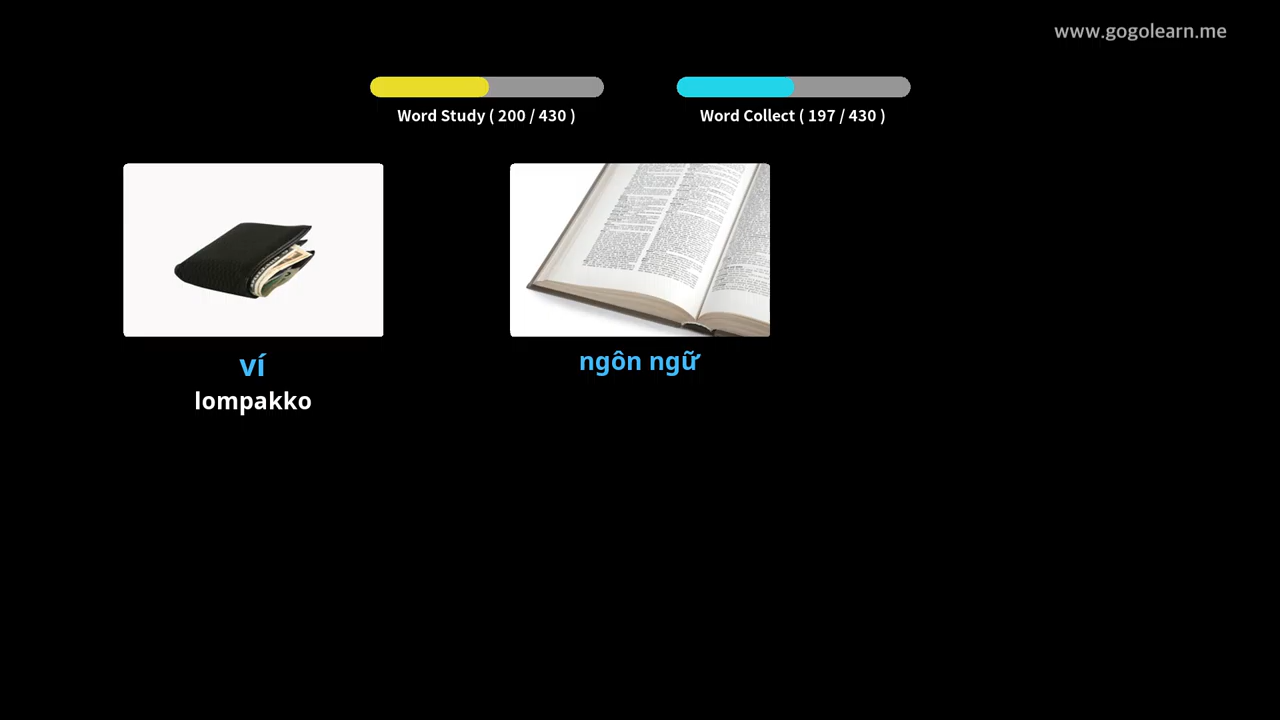 www.gogolearn.me
Word Study ( 200 / 430 )
Word Collect ( 197 / 430 )
ví
lompakko
ngôn ngữ